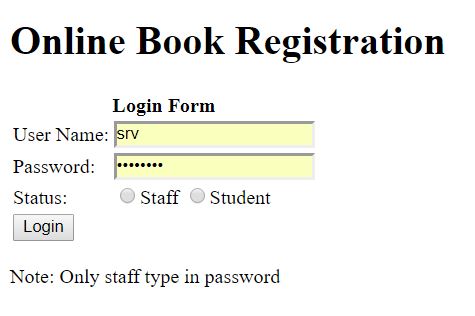 Online Book Registration
Login Form
User Name: srv
Password: ••••••••
Status: Staff Student
Login
Note: Only staff type in password